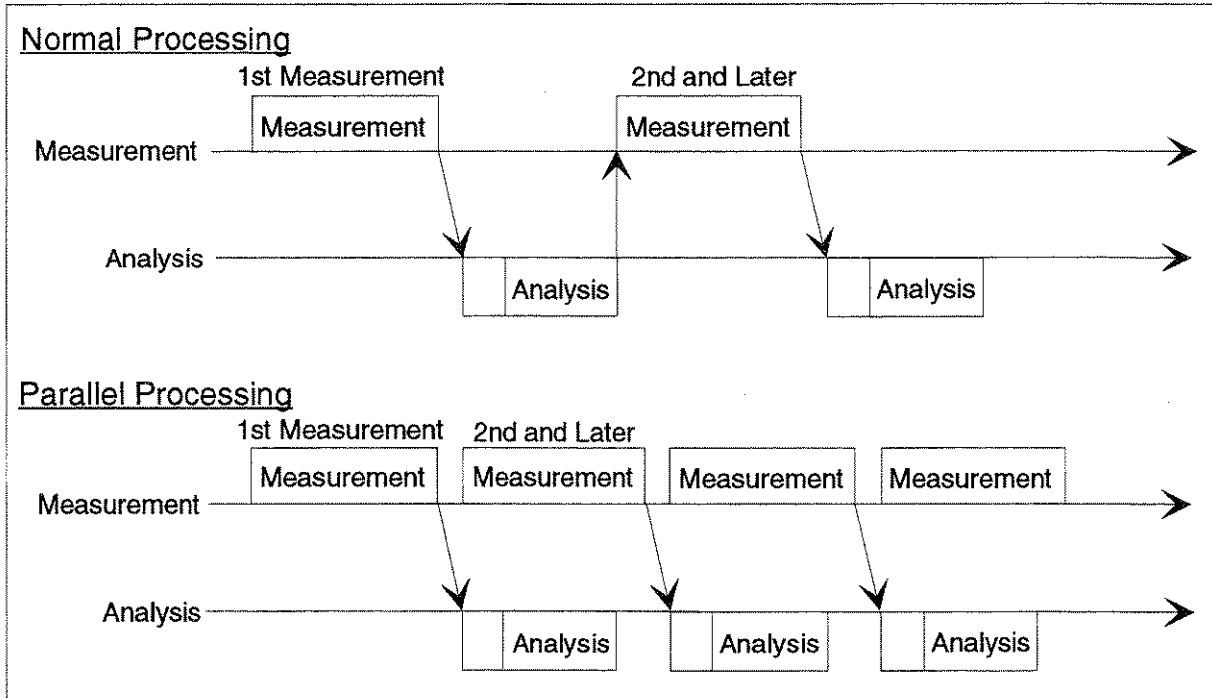 Normal Processing
1st Measurement 2nd and Later
Measurement Measurement
Measurement
Analysis
Analysis Analysis
Parallel Processing
1st Measurement 2nd and Later
Measurement Measurement Measurement Measurement
Measurement
Analysis
Analysis Analysis Analysis